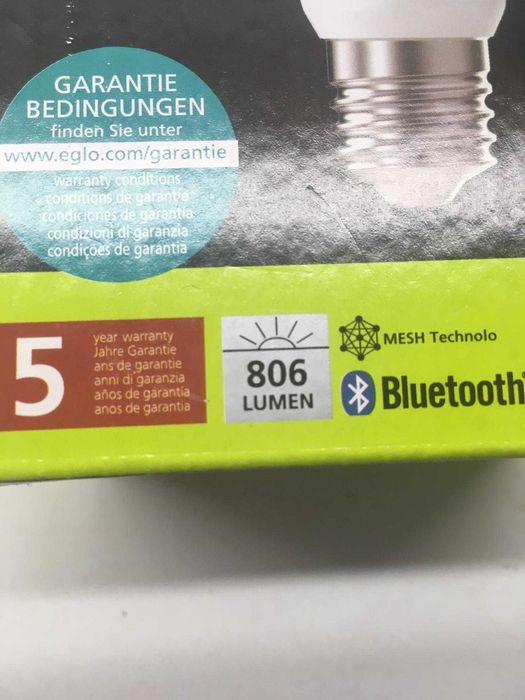 GARANTIE
BEDINGUNGEN
finden Sie unter
www.eglo.com/garantie
warranty conditions
conditions de garantie
condiciones de garantía
condizioni di garanzia
condições de garantia
5
year warranty
Jahre Garantie
ans de garantie
anni di garanzia
años de garantía
anos de garantia
806
LUMEN
MESH Technolo
Bluetooth